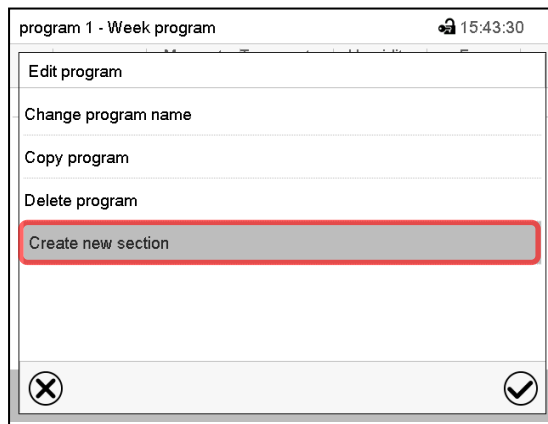 program 1 - Week program 15:43:30
Edit program
Change program name
Copy program
Delete program
Create new section